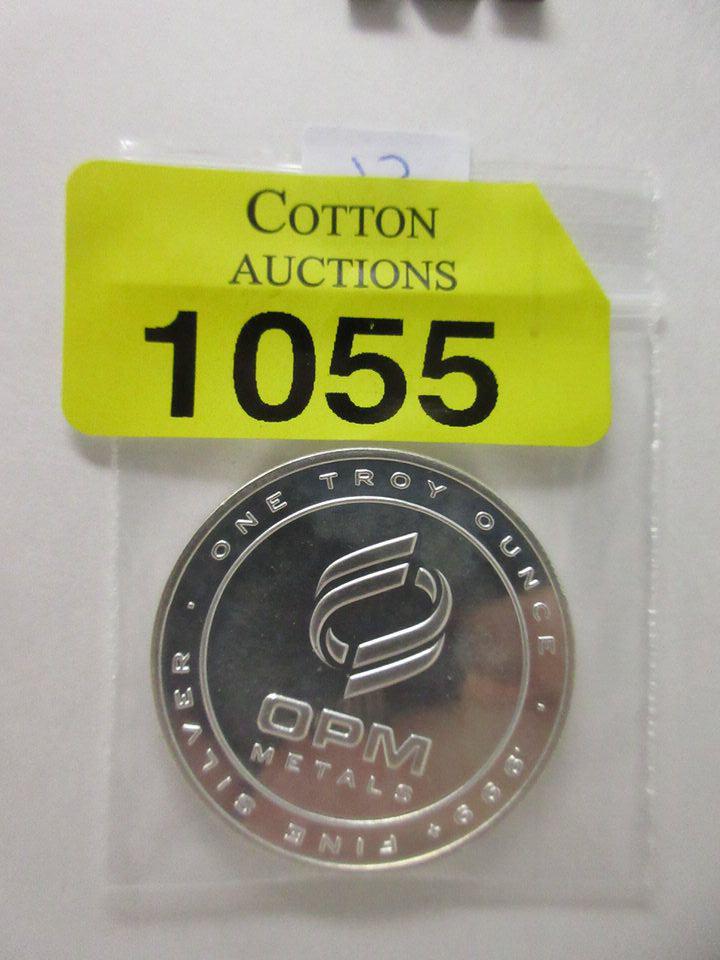 COTTON
AUCTIONS
1055
ONE TROY OUNCE · .999+ FINE SILVER ·
OPM
METALS